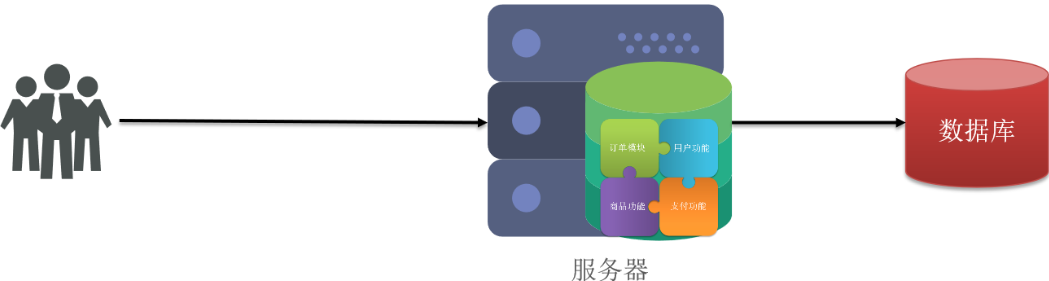 订单模块
用户功能
商品功能
支付功能
数据库
服务器